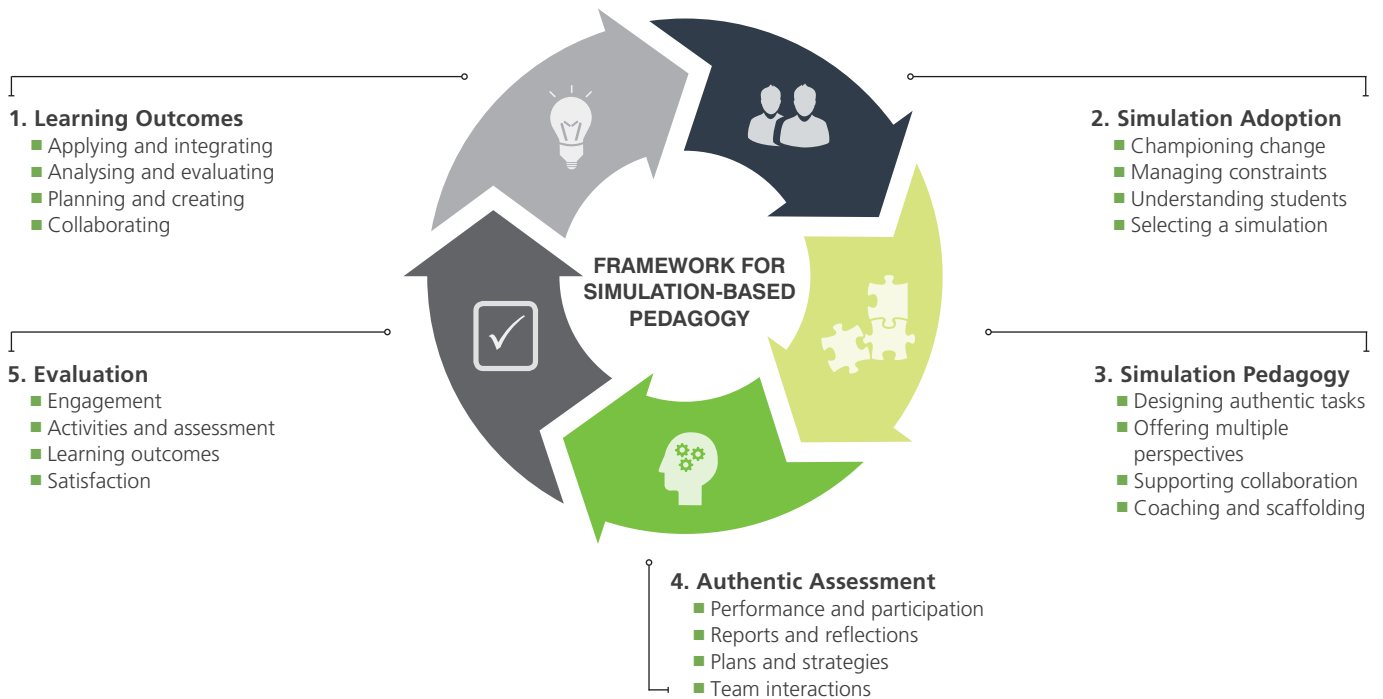 1. Learning Outcomes
Applying and integrating
Analysing and evaluating
Planning and creating
Collaborating
2. Simulation Adoption
Championing change
Managing constraints
Understanding students
Selecting a simulation
FRAMEWORK FOR
SIMULATION-BASED
PEDAGOGY
3. Simulation Pedagogy
Designing authentic tasks
Offering multiple
perspectives
Supporting collaboration
Coaching and scaffolding
4. Authentic Assessment
Performance and participation
Reports and reflections
Plans and strategies
Team interactions
5. Evaluation
Engagement
Activities and assessment
Learning outcomes
Satisfaction